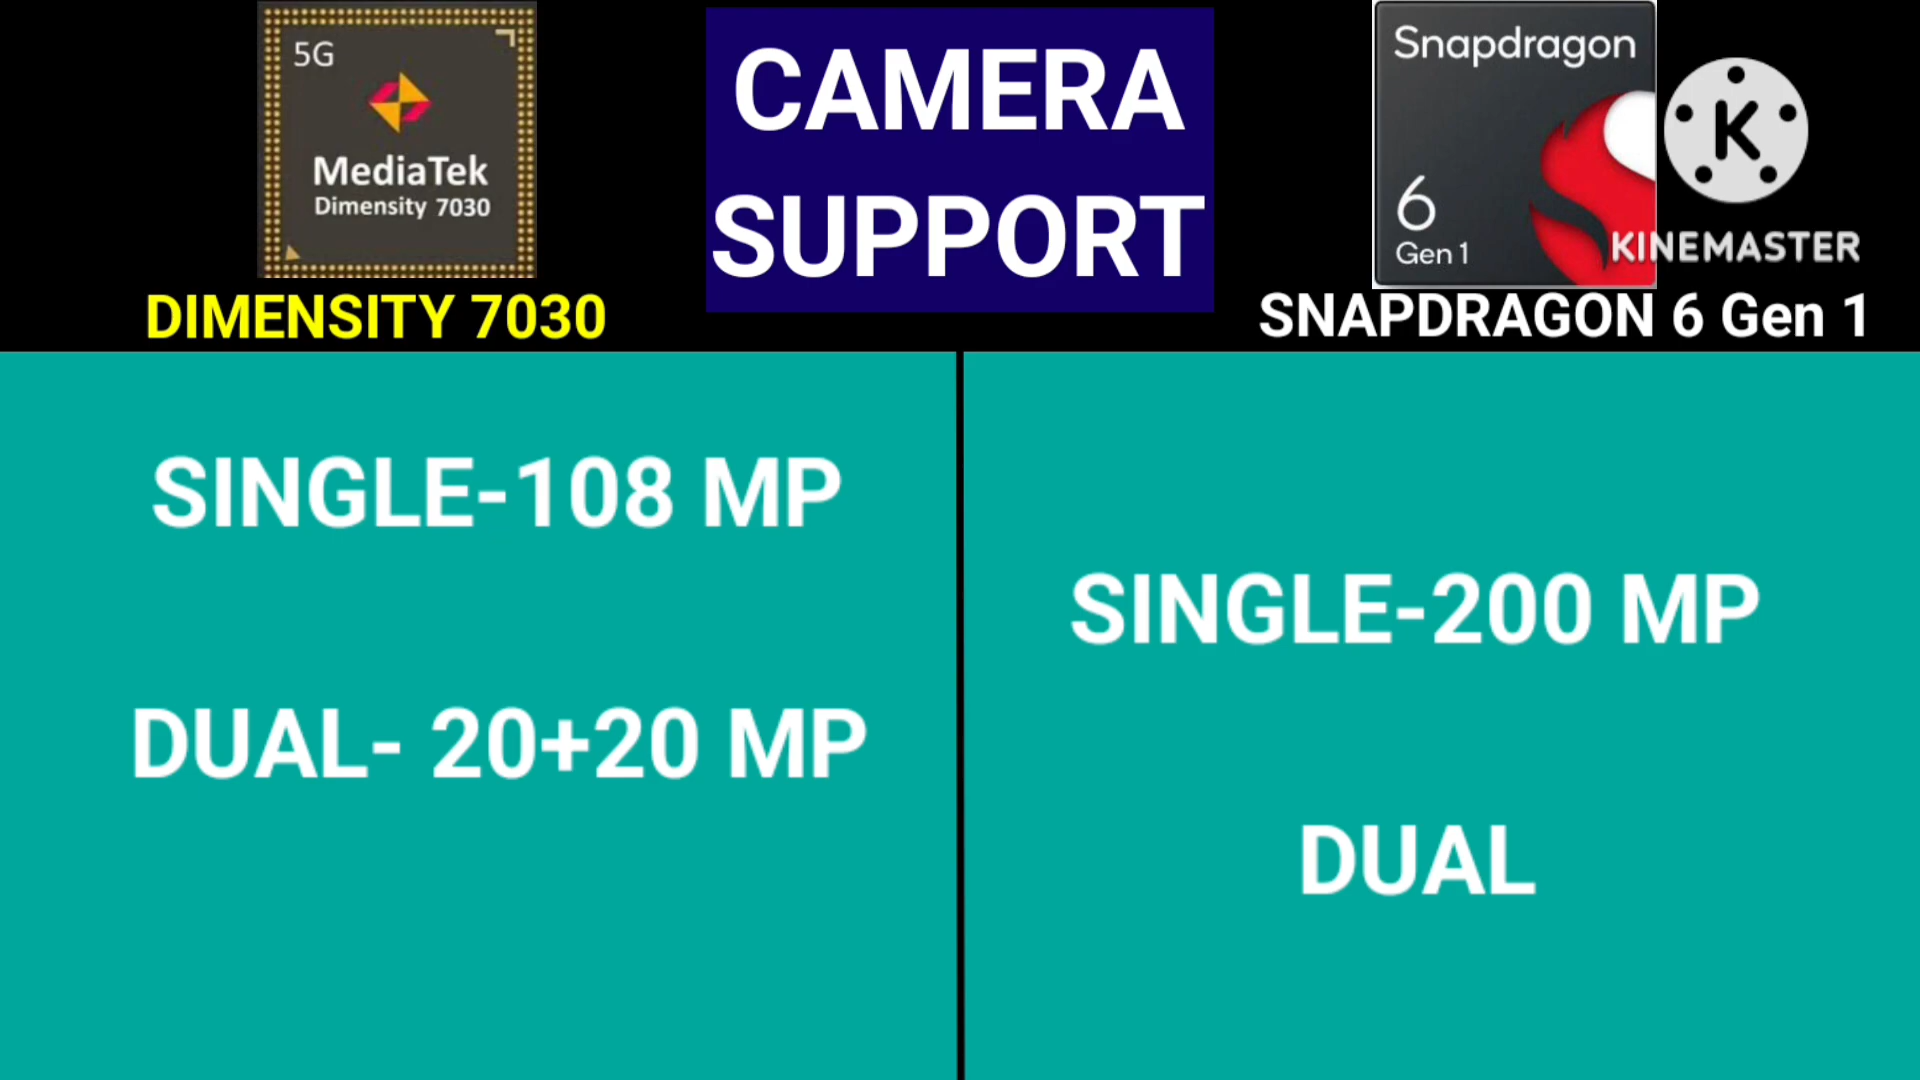 5G
MediaTek
Dimensity 7030
DIMENSITY 7030
CAMERA
SUPPORT
Snapdragon
6
Gen 1
K
KINEMASTER
SNAPDRAGON 6 Gen 1
SINGLE-108 MP
DUAL- 20+20 MP
SINGLE-200 MP
DUAL